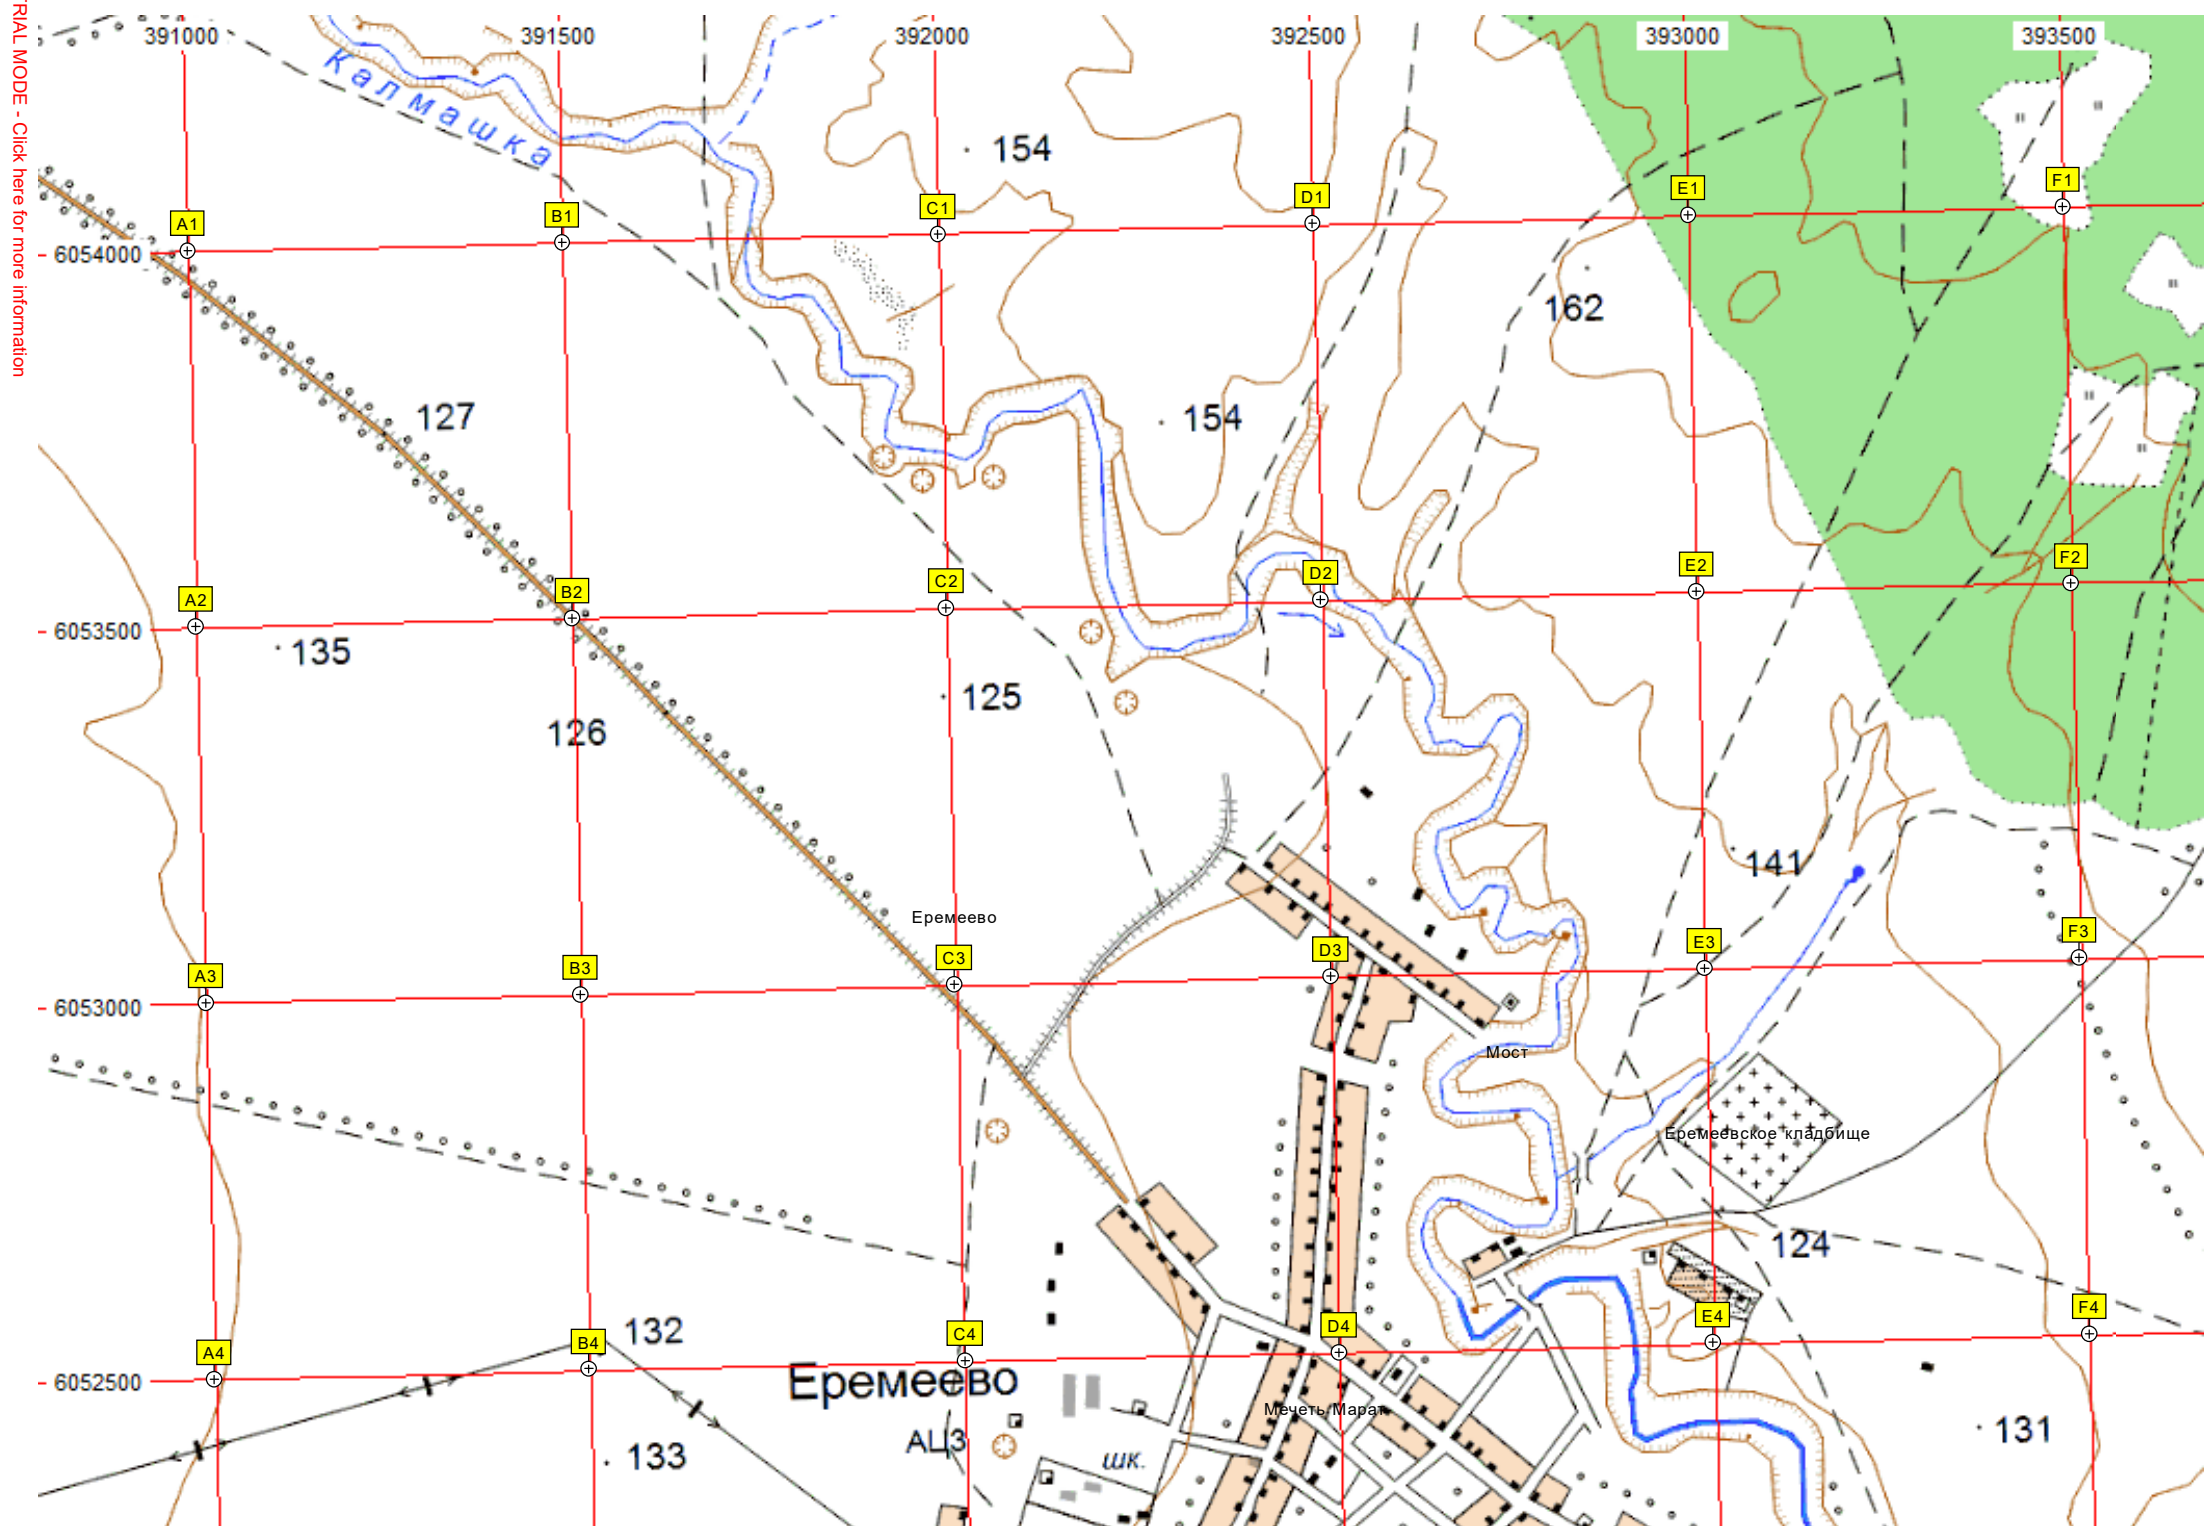 TRIAL MODE - Click here for more information
391000 391500 392000 392500 393000 393500
Калмашка
154
A1 B1 C1 D1 E1 F1
6054000
162
127
154
A2 B2 C2 D2 E2 F2
6053500
135
125
126
141
Еремеево
A3 B3 C3 D3 E3 F3
6053000
Мост
Еремеевское кладбище
124
132
A4 B4 C4 D4 E4 F4
6052500
Еремеево
Мечеть Марат
АЦЗ
131
133
шк.